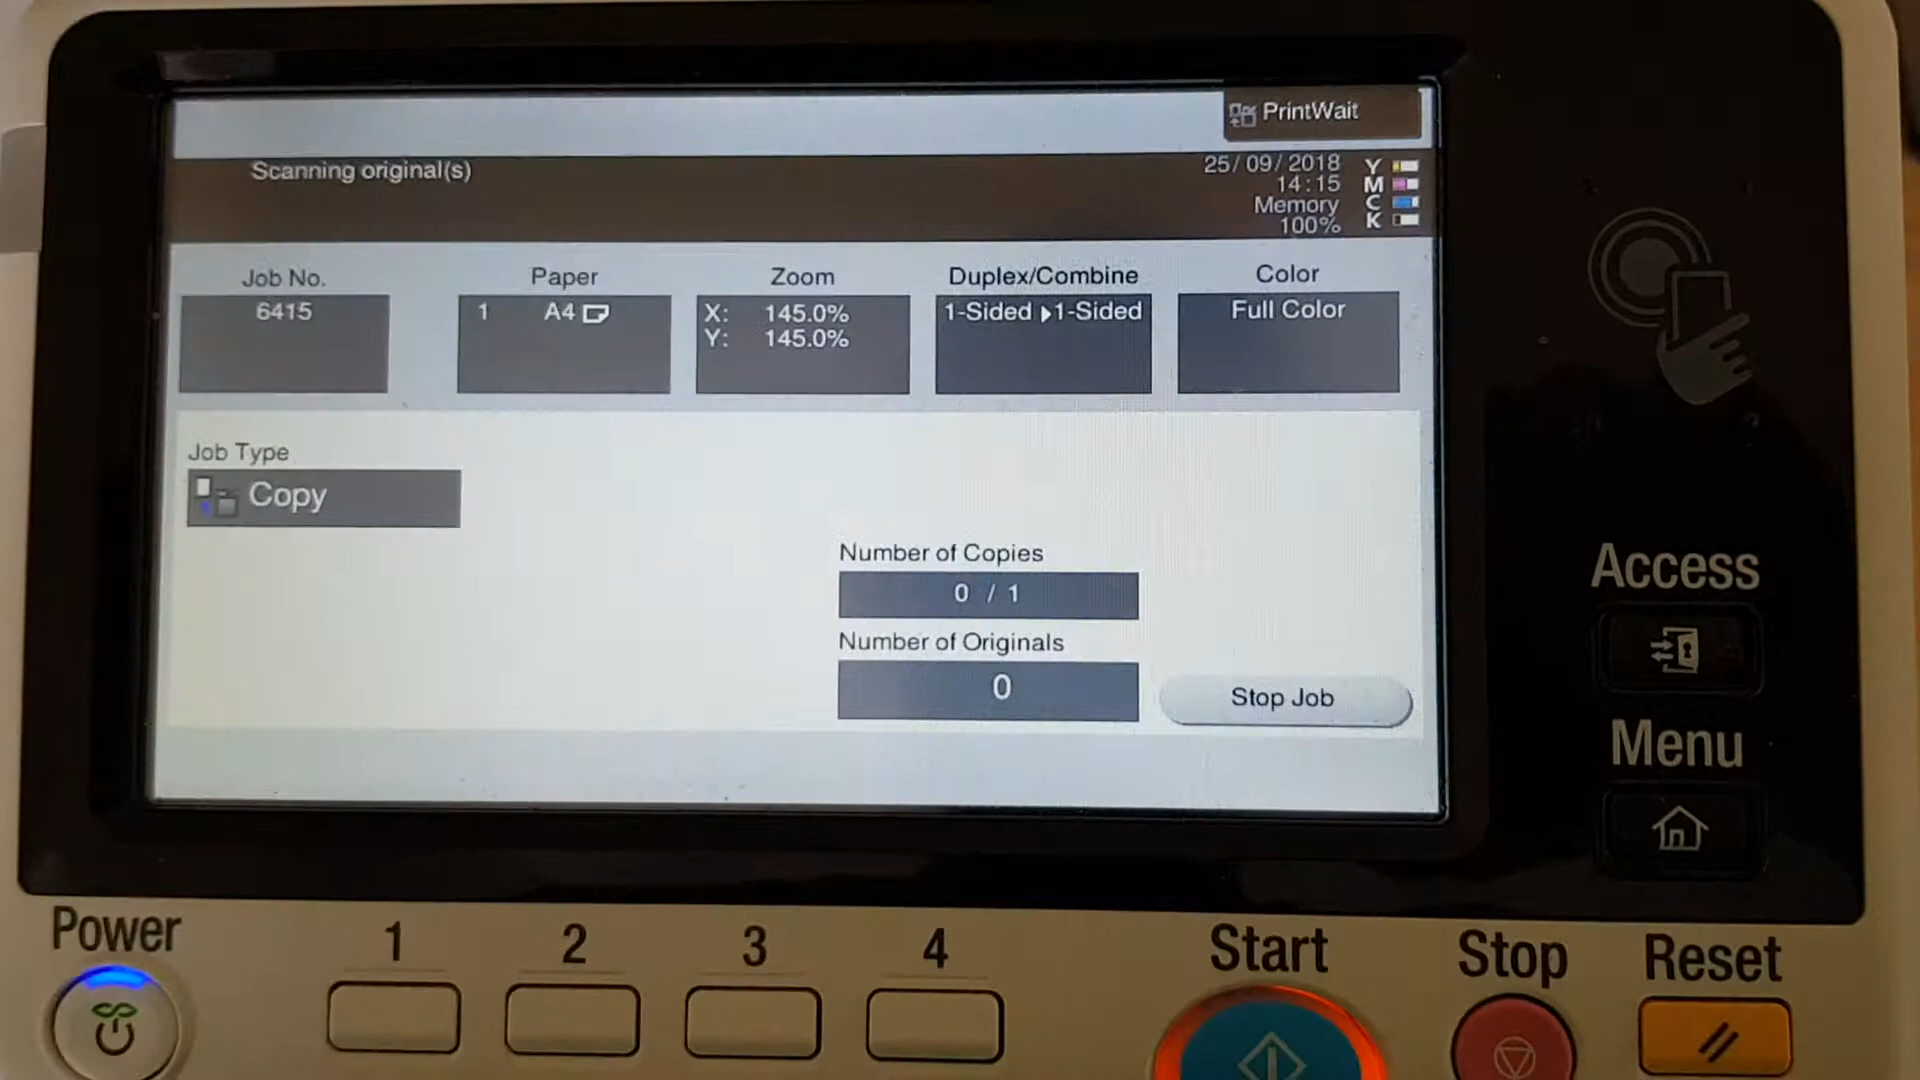 PrintWait
Scanning original(s)
25/09/2018
14:15
Memory
100%
Y
M
C
K
Job No.
6415
Paper
1 A4
Zoom
X: 145.0%
Y: 145.0%
Duplex/Combine
1-Sided 1-Sided
Color
Full Color
Job Type
Copy
Number of Copies
0 / 1
Number of Originals
0
Stop Job
Access
Menu
Power
1
2
3
4
Start
Stop
Reset